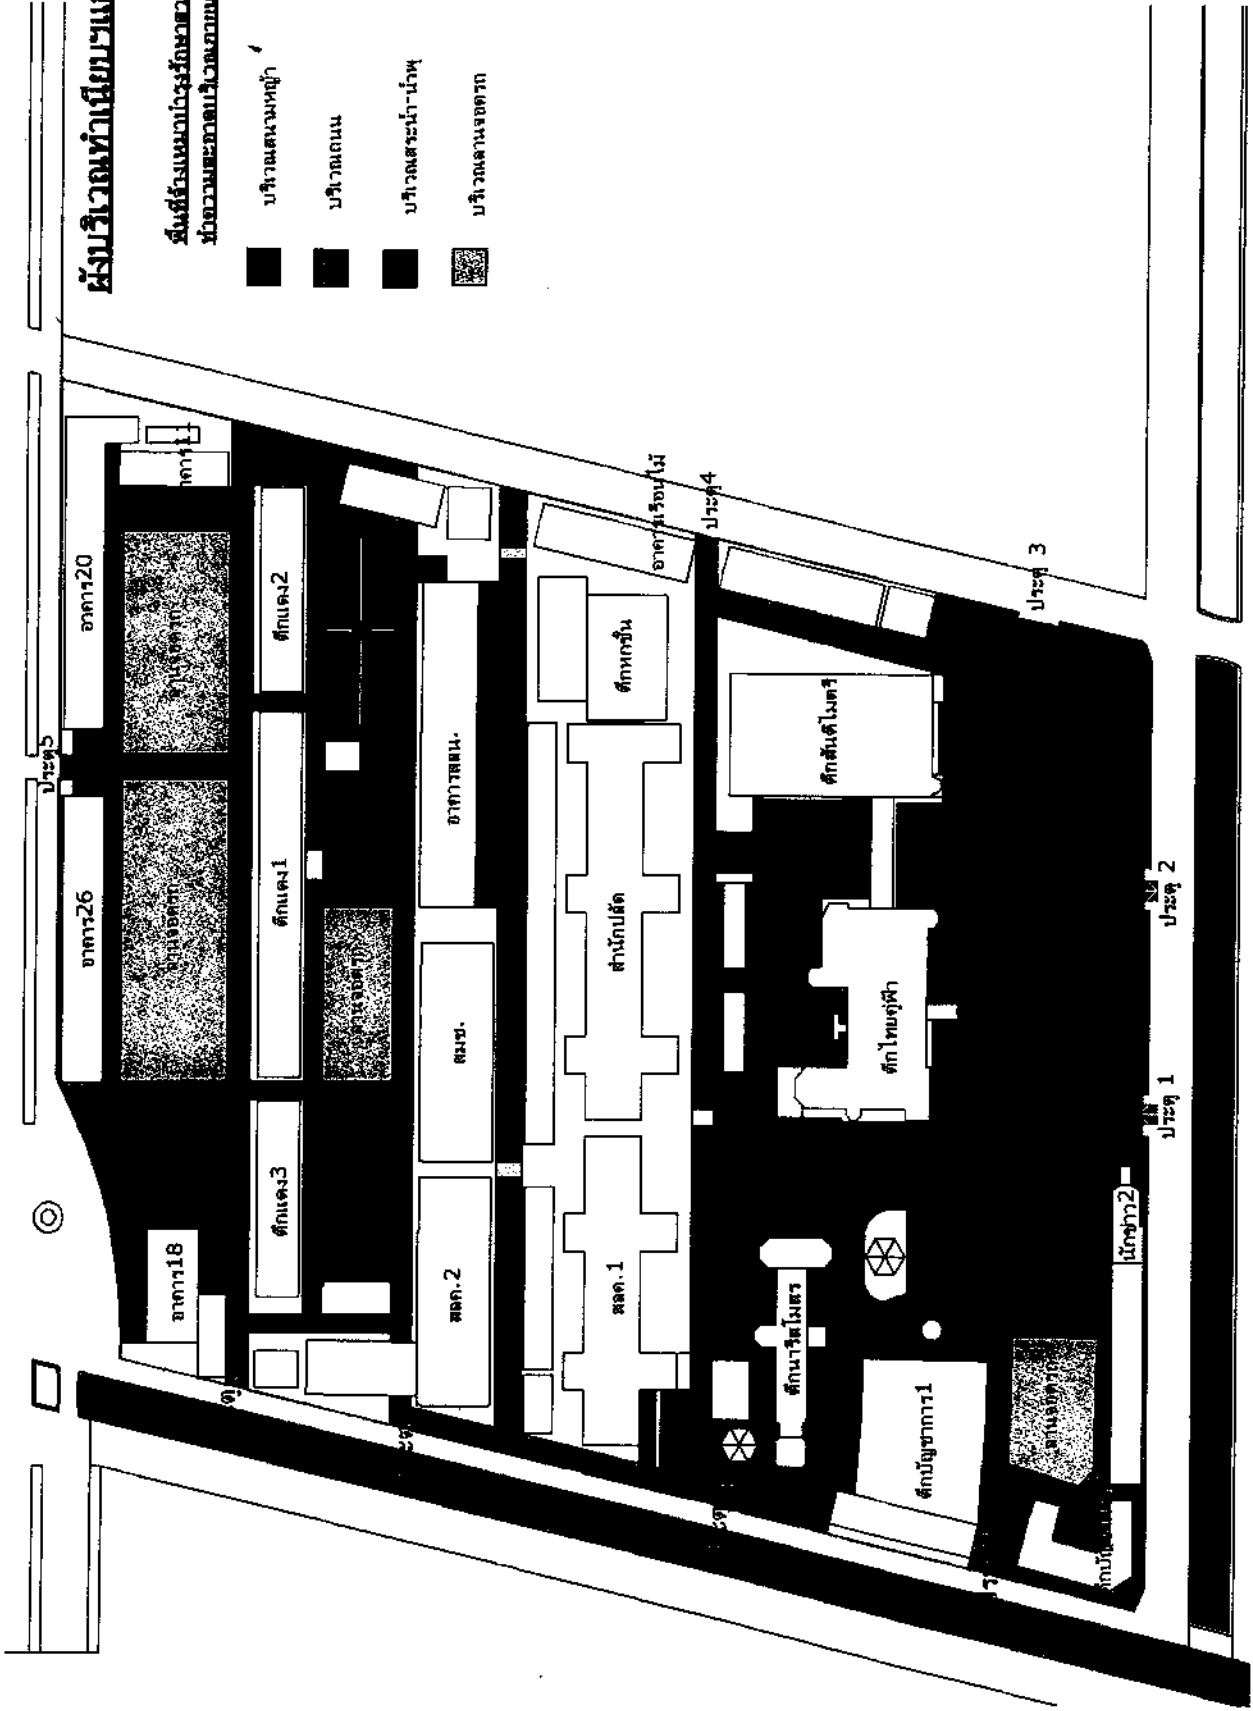 ผังบริเวณทำเนียบฯ
บริเวณสนามหญ้า
บริเวณถนน
บริเวณสระน้ำ-น้ำพุ
บริเวณลานจอดรถ
อาคาร20
ลานจอดรถ
ตึกแดง2
ประตู5
อาคาร26
ลานจอดรถ
ตึกแดง1
ลานจอดรถ
อาคาร18
ตึกแดง3
อาคารเรือนไม้
ประตู4
ประตู 3
สมช.
สลค.2
ตึกหกชั้น
สำนักปลัด
สลค.1
ตึกสันติไมตรี
ตึกไทยคู่ฟ้า
ประตู 2
ประตู 1
ตึกนารีสโมสร
ตึกบัญชาการ1
ลานจอดรถ
นักข่าว2